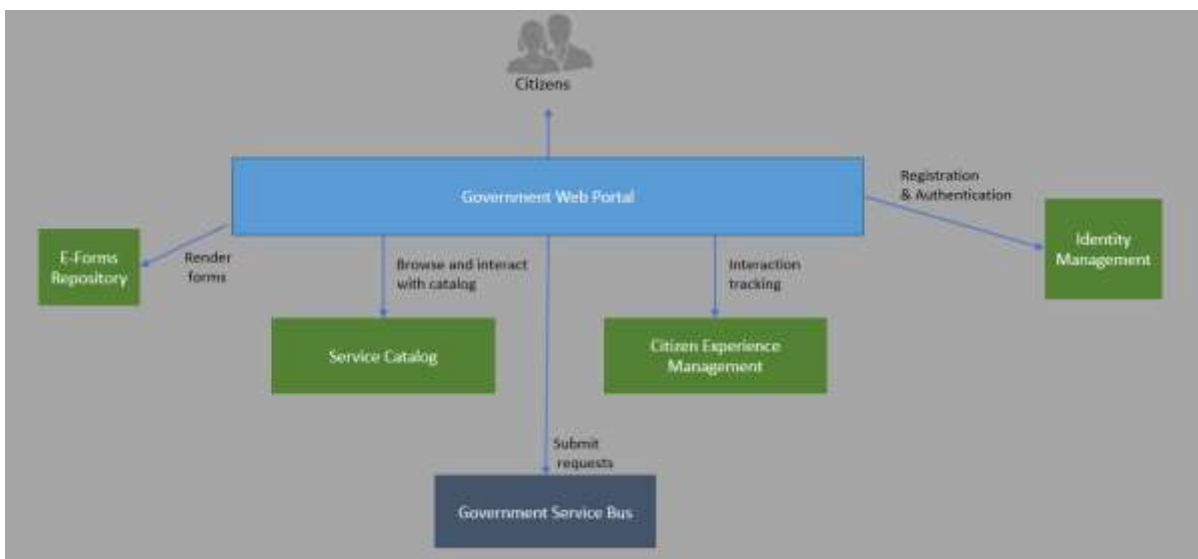 Citizens
Government Web Portal
Registration
& Authentication
E-Forms
Repository
Render
forms
Browse and interact
with catalog
Interaction
tracking
Identity
Management
Service Catalog
Citizen Experience
Management
Submit
requests
Government Service Bus